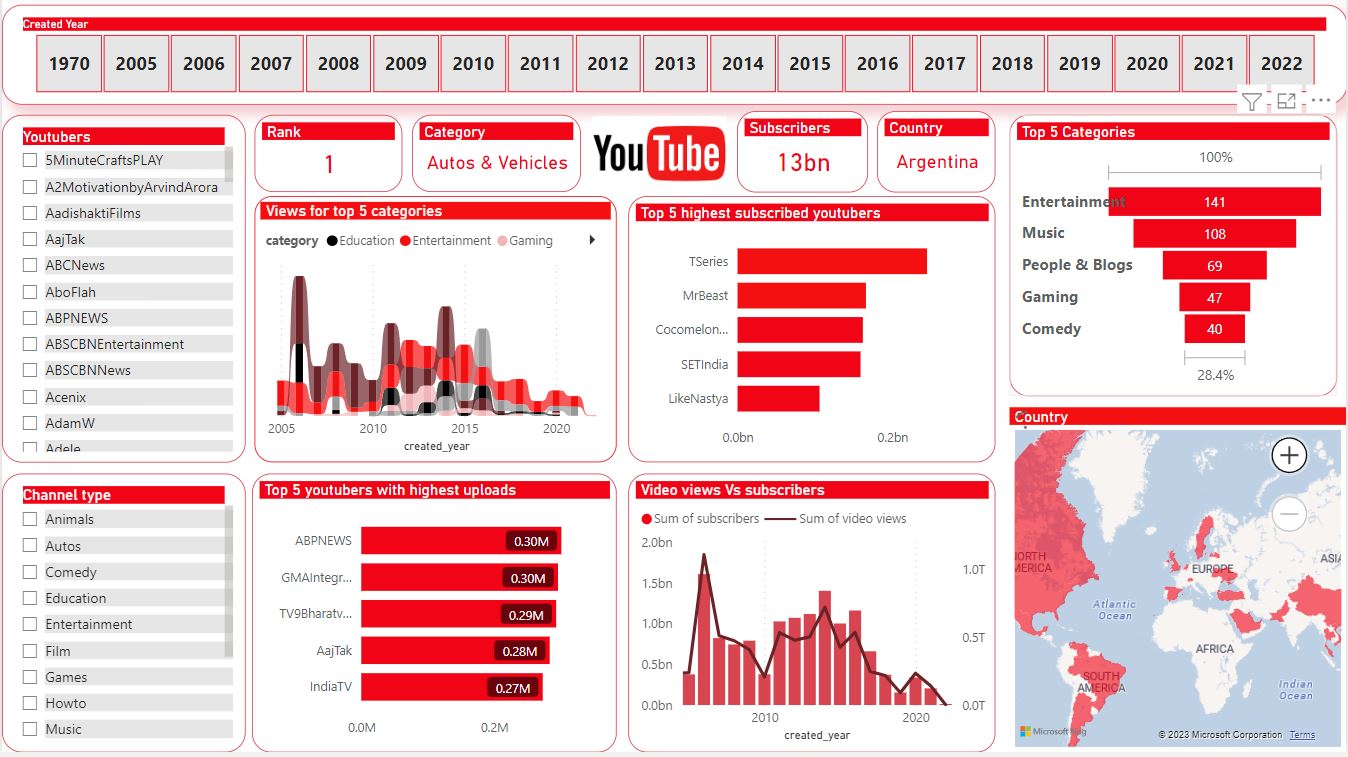 Created Year
1970 2005 2006 2007 2008 2009 2010 2011 2012 2013 2014 2015 2016 2017 2018 2019 2020 2021 2022
Youtubers
5MinuteCraftsPLAY
A2MotivationbyArvindArora
AadishaktiFilms
AajTak
ABCNews
AboFlah
ABPNEWS
ABSCBNEntertainment
ABSCBNNews
Acenix
AdamW
Adele
Rank
1
Category
Autos & Vehicles
YouTube
Subscribers
13bn
Country
Argentina
Top 5 Categories
100%
Entertainment 141
Music 108
People & Blogs 69
Gaming 47
Comedy 40
28.4%
Views for top 5 categories
category Education Entertainment Gaming
2005 2010 2015 2020
created_year
Top 5 highest subscribed youtubers
TSeries
MrBeast
Cocomelon...
SETIndia
LikeNastya
0.0bn 0.2bn
Country
NORTH
AMERICA
EUROPE
ASIA
Atlantic
Ocean
AFRICA
SOUTH
AMERICA
Indian
Ocean
Microsoft Bing
© 2023 Microsoft Corporation Terms
Channel type
Animals
Autos
Comedy
Education
Entertainment
Film
Games
Howto
Music
Top 5 youtubers with highest uploads
ABPNEWS 0.30M
GMAIntegr... 0.30M
TV9Bharatv... 0.29M
AajTak 0.28M
IndiaTV 0.27M
0.0M 0.2M
Video views Vs subscribers
Sum of subscribers Sum of video views
2.0bn
1.5bn
1.0bn
0.5bn
0.0bn
1.0T
0.5T
0.0T
2010 2020
created_year